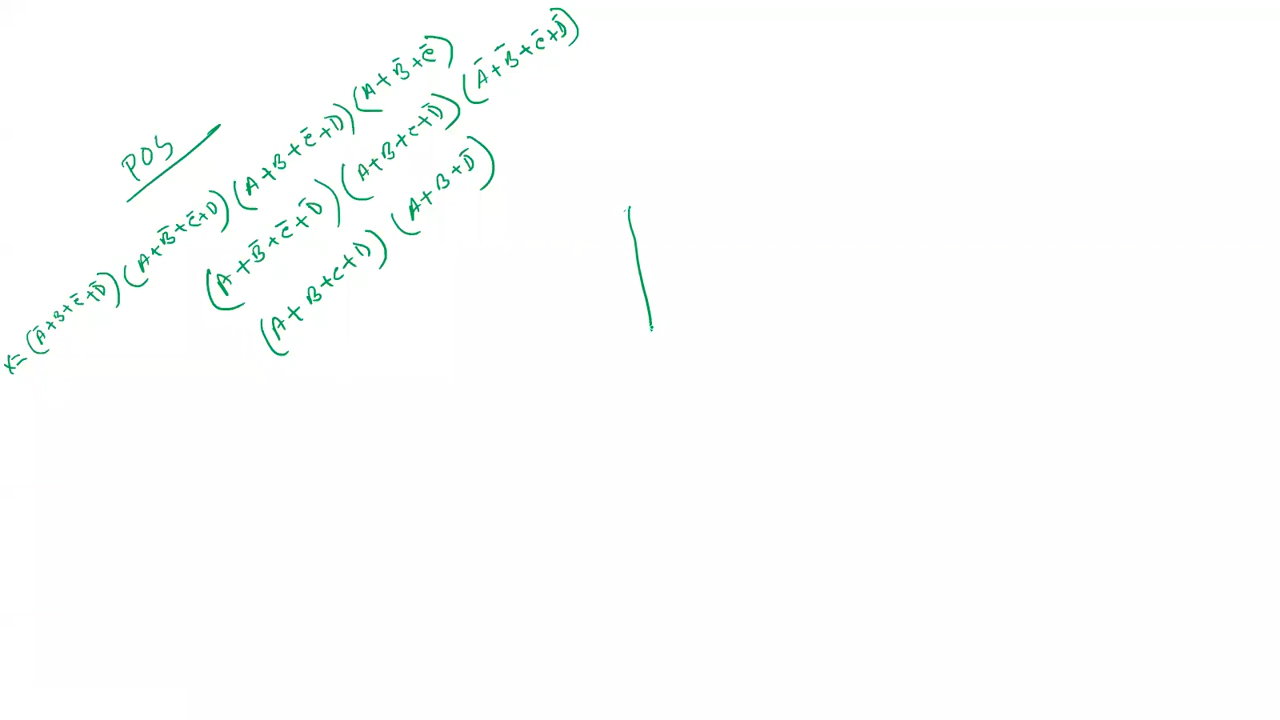 POS
X = (Ā+B+C̄+D̄)(A+B̄+C̄+D)(A+B+C̄+D̄)(A+B̄+C̄)
(A+B̄+C̄+D̄)(A+B+C+D̄)(Ā+B̄+C̄+D̄)
(A+B+C+D)(A+B+D̄)